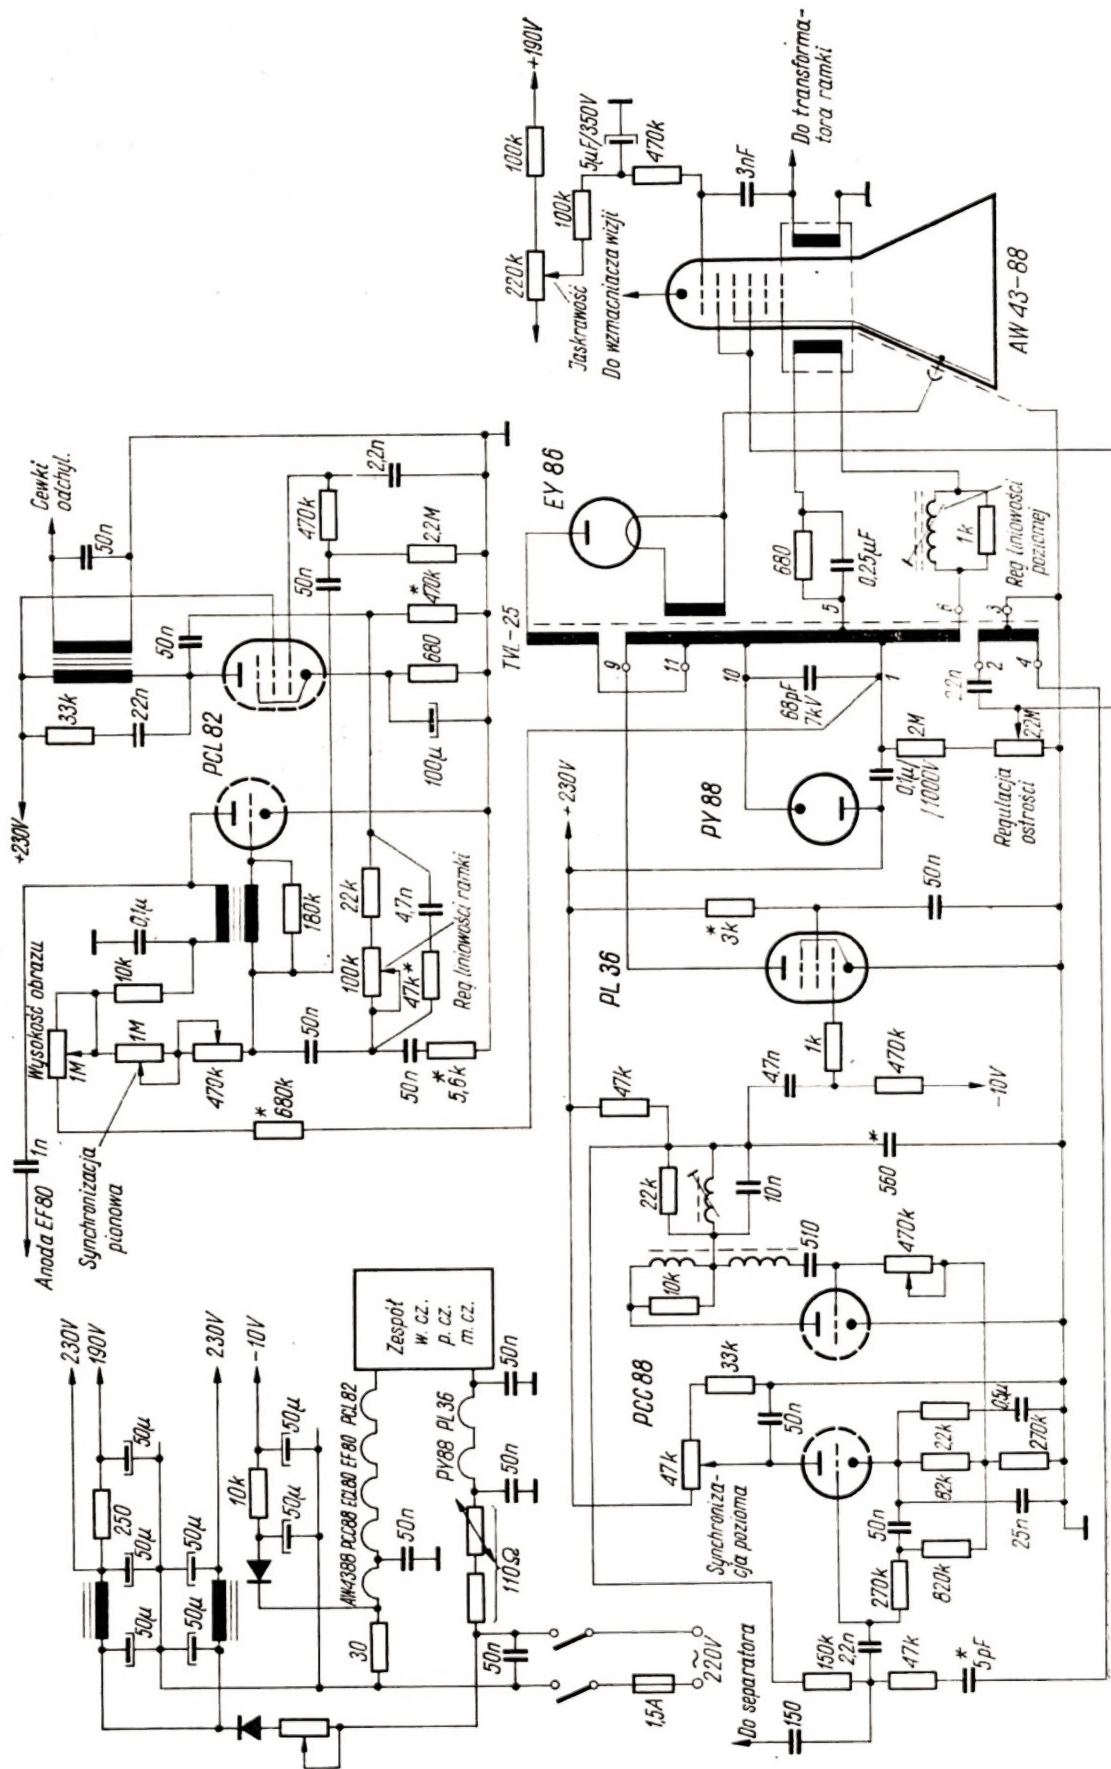 230V
190V
50µ
250
50µ
50µ
50µ
50µ
230V
-10V
50µ
10k
50µ
AW4388 PCC88 ECL80 EF80 PCL82
30
50n
Zespół
w. cz.
p. cz.
m. cz.
PY88 PL36
50n
50n
110Ω
50n
1,5A
~
220V
Anoda EF80
1n
Synchronizacja
pionowa
Wysokość obrazu
1M
1M
10k
0,1µ
470k
*
680k
180k
50n
50n
*
5,6k
100k
22k
47k*
4,7n
Reg. liniowości ramki
+230V
33k
22n
PCL 82
50n
Cewki
odchyl.
50n
100µ
680
*
470k
50n
470k
2,2M
2,2n
+190V
100k
220k
100k
5µF/350V
Jaskrawość
470k
Do wzmacniacza wizji
3nF
Do transforma-
tora ramki
AW 43-88
EY 86
TVL-25
680
0,25µF
5
6
3
1k
Reg liniowości
poziomej
9
11
10
1
2
4
68pF
7kV
22n
2M
2,2M
0,1µ/
/1000V
Regulacja
ostrości
PY 88
+230V
*
3k
50n
PL 36
1k
4,7n
470k
-10V
47k
22k
10n
560
*
510
10k
470k
PCC 88
33k
47k
50n
Synchroniza-
cja pozioma
22k
82k
0,5µ
270k
50n
25n
270k
820k
Do separatora
150
150k
2,2n
47k
*
5pF